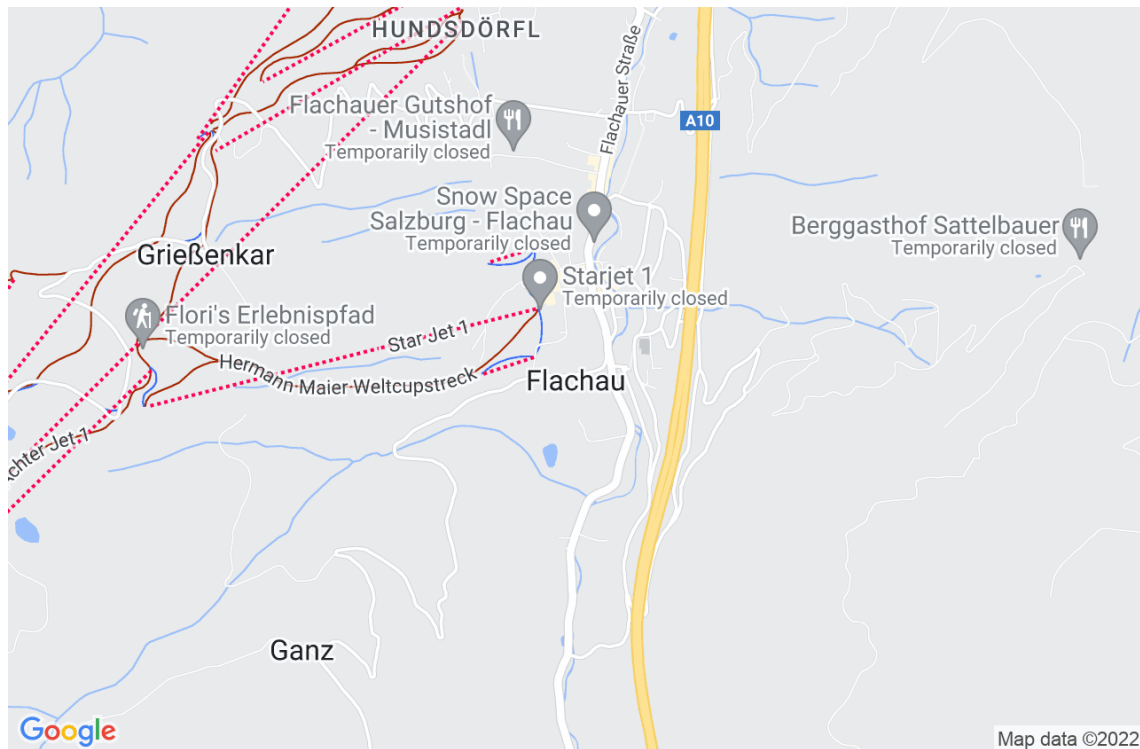 HUNDSDÖRFL
Flachauer Straße
Flachauer Gutshof
- Musistadl
Temporarily closed
A10
Snow Space
Salzburg - Flachau
Temporarily closed
Berggasthof Sattelbauer
Temporarily closed
Grießenkar
Starjet 1
Temporarily closed
Flori's Erlebnispfad
Temporarily closed
Star Jet 1
Hermann Maier Weltcupstreck
Flachau
Achter Jet 1
Ganz
Google
Map data ©2022